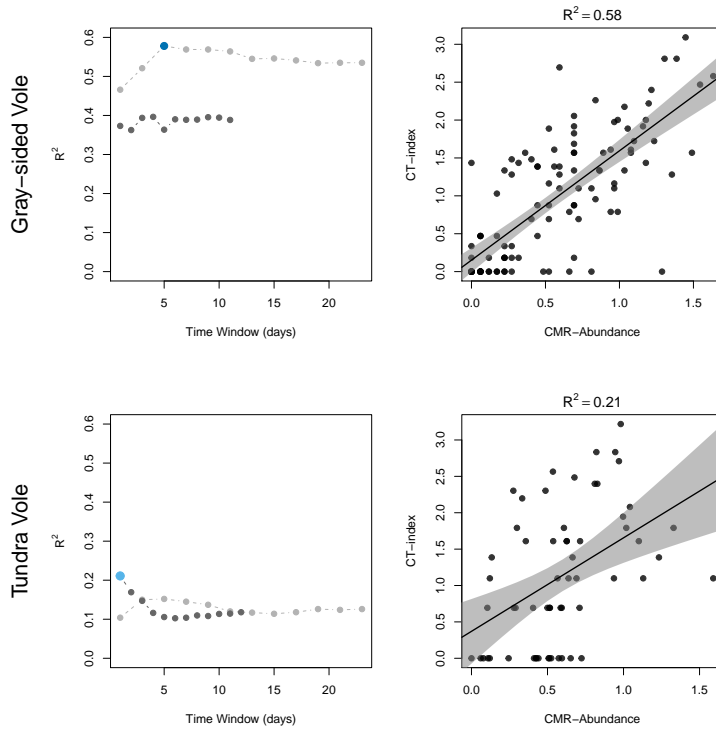 Gray−sided Vole
R²
0.0 0.1 0.2 0.3 0.4 0.5 0.6
5 10 15 20
Time Window (days)
R² = 0.58
CT−index
0.0 0.5 1.0 1.5 2.0 2.5 3.0
0.0 0.5 1.0 1.5
CMR−Abundance
Tundra Vole
R²
0.0 0.1 0.2 0.3 0.4 0.5 0.6
5 10 15 20
Time Window (days)
R² = 0.21
CT−index
0.0 0.5 1.0 1.5 2.0 2.5 3.0
0.0 0.5 1.0 1.5
CMR−Abundance